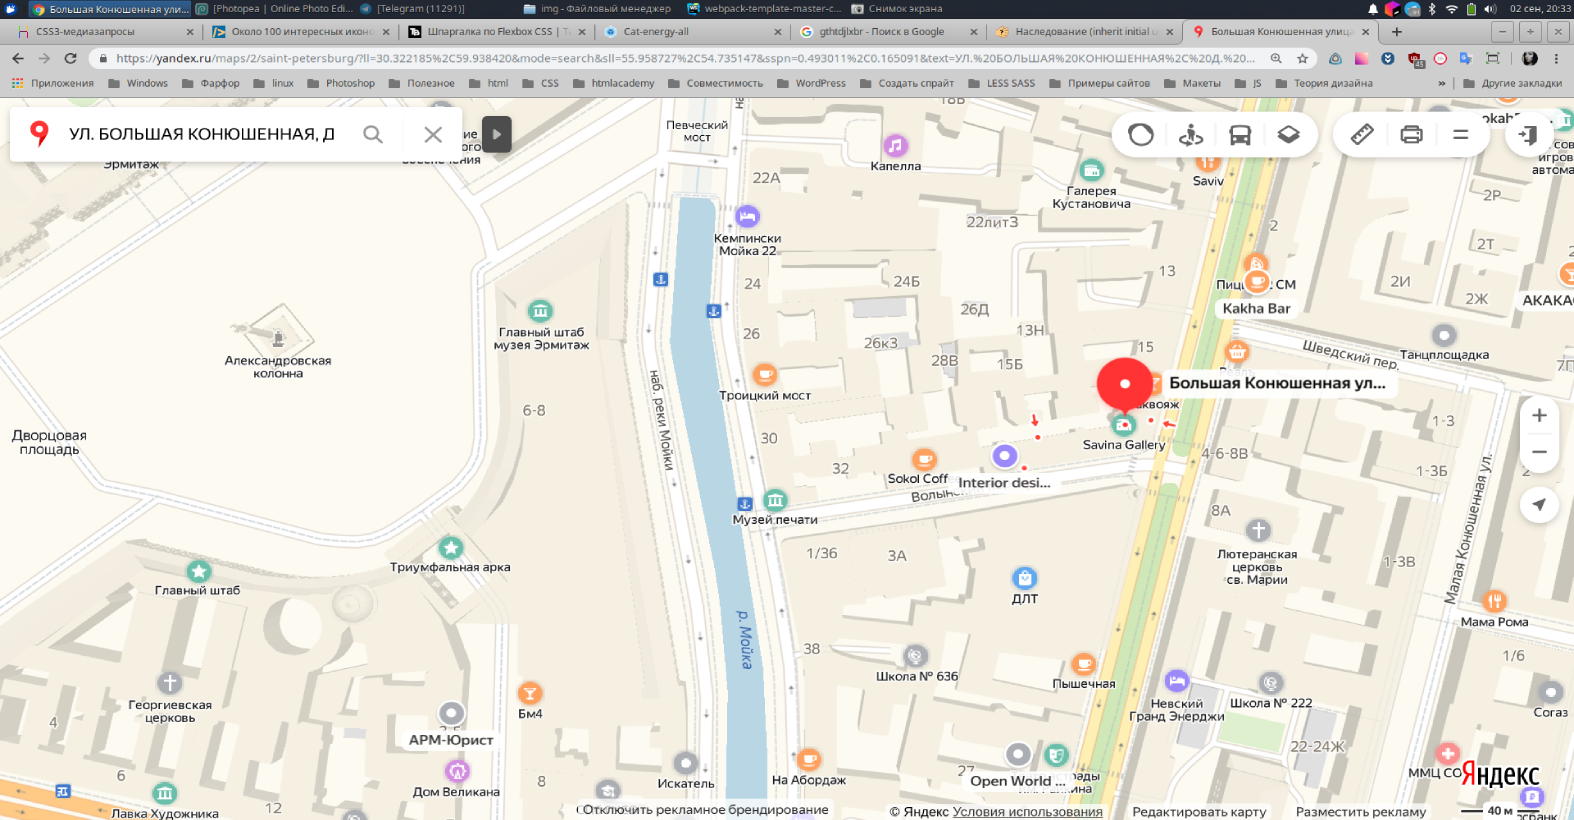 Большая Конюшенная ули...
[Photopea | Online Photo Edi...
[Telegram (11291)]
img - Файловый менеджер
webpack-template-master-c...
Снимок экрана
02 сен, 20:33
CSS3-медиазапросы
Около 100 интересных иконо
Шпаргалка по Flexbox CSS | Te
Cat-energy-all
gthtdjlxbr - Поиск в Google
Наследование (inherit initial u
Большая Конюшенная улица
https://yandex.ru/maps/2/saint-petersburg/?ll=30.322185%2C59.938420&mode=search&sll=55.958727%2C54.735147&sspn=0.493011%2C0.165091&text=УЛ.%20БОЛЬШАЯ%20КОНЮШЕННАЯ%2C%20Д.%20...
45
Приложения
Windows
Фарфор
linux
Photoshop
Полезное
html
CSS
htmlacademy
Совместимость
WordPress
Создать спрайт
LESS SASS
Примеры сайтов
Макеты
JS
Теория дизайна
»
Другие закладки
УЛ. БОЛЬШАЯ КОНЮШЕННАЯ, Д
Эрмитаж
Певческий
мост
18В
Капелла
22А
22литЗ
Галерея
Кустановича
Saviv
2
2Р
2Т
Кемпински
Мойка 22
24
24Б
26
26Д
26к3
28В
13Н
15Б
13
15
Kakha Bar
2И
2Ж
Шведский пер.
Танцплощадка
Главный штаб
музея Эрмитаж
Александровская
колонна
Дворцовая
площадь
6-8
наб. реки Мойки
Троицкий мост
30
32
Большая Конюшенная ул...
Savina Gallery
Sokol Coff
Interior desi...
4-6-8В
1-3
1-3Б
Малая Конюшенная ул.
Музей печати
1/36
3А
8А
Лютеранская
церковь
св. Марии
1-3В
Главный штаб
Триумфальная арка
ДЛТ
Мама Рома
р. Мойка
38
Школа № 636
Пышечная
Невский
Гранд Энерджи
Школа № 222
1/6
Согаз
Георгиевская
церковь
4
Бм4
АРМ-Юрист
Дом Великана
6
8
12
Лавка Художника
Искатель
На Абордаж
27
Open World ...
22-24Ж
Яндекс
Отключить рекламное брендирование
© Яндекс Условия использования
Редактировать карту
Разместить рекламу
40 м